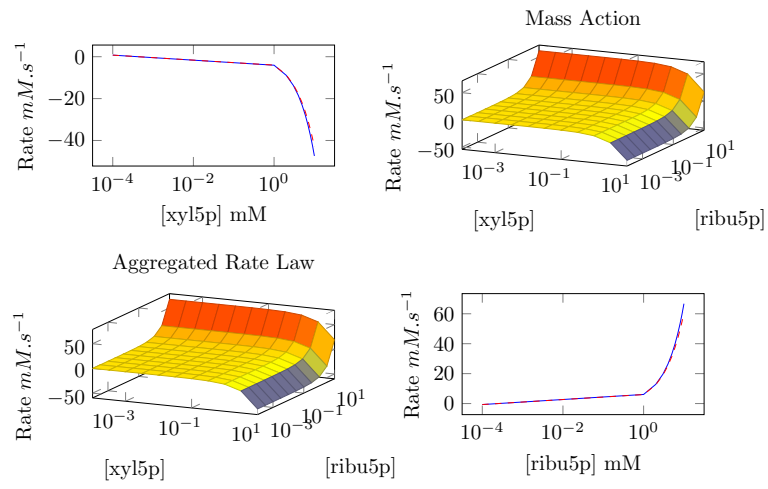 Mass Action
0
−20
−40
Rate mM.s⁻¹
10⁻⁴ 10⁻² 10⁰
[xyl5p] mM
50
0
−50
Rate mM.s⁻¹
10⁻³ 10⁻¹ 10¹
10⁻³ 10⁻¹ 10¹
[xyl5p]
[ribu5p]
Aggregated Rate Law
50
0
−50
Rate mM.s⁻¹
10⁻³ 10⁻¹ 10¹
10⁻³ 10⁻¹ 10¹
[xyl5p]
[ribu5p]
60
40
20
0
Rate mM.s⁻¹
10⁻⁴ 10⁻² 10⁰
[ribu5p] mM